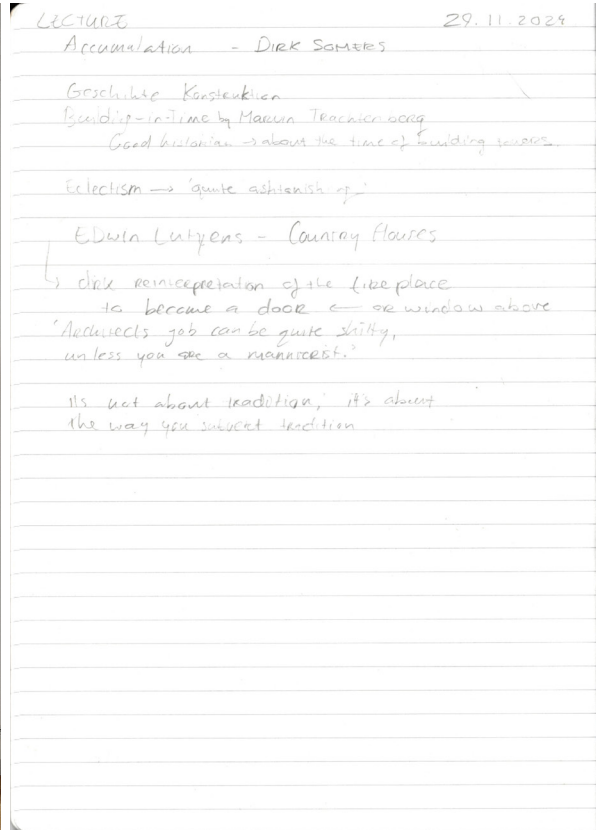 LECTURE 29.11.2024
Accumulation - DIRK SOMERS
Geschichte Konstruktion
Building-in-Time by Marvin Trachtenberg
Good historian → about the time of building towers.
Eclectism → 'quite ashtonish of
EDwin Lutyens - Country Houses
↳ dirk reinterpretation of the fireplace
to become a door ← or window above
'Architects job can be quite shitty,
unless you are a mannerist.'
It's not about tradition, it's about
the way you subvert tradition